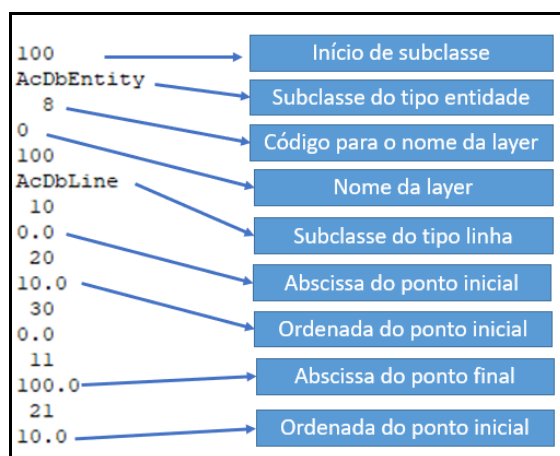 100
Início de subclasse
AcDbEntity
Subclasse do tipo entidade
8
Código para o nome da layer
0
Nome da layer
100
AcDbLine
Subclasse do tipo linha
10
0.0
Abscissa do ponto inicial
20
10.0
Ordenada do ponto inicial
30
0.0
11
100.0
Abscissa do ponto final
21
10.0
Ordenada do ponto inicial